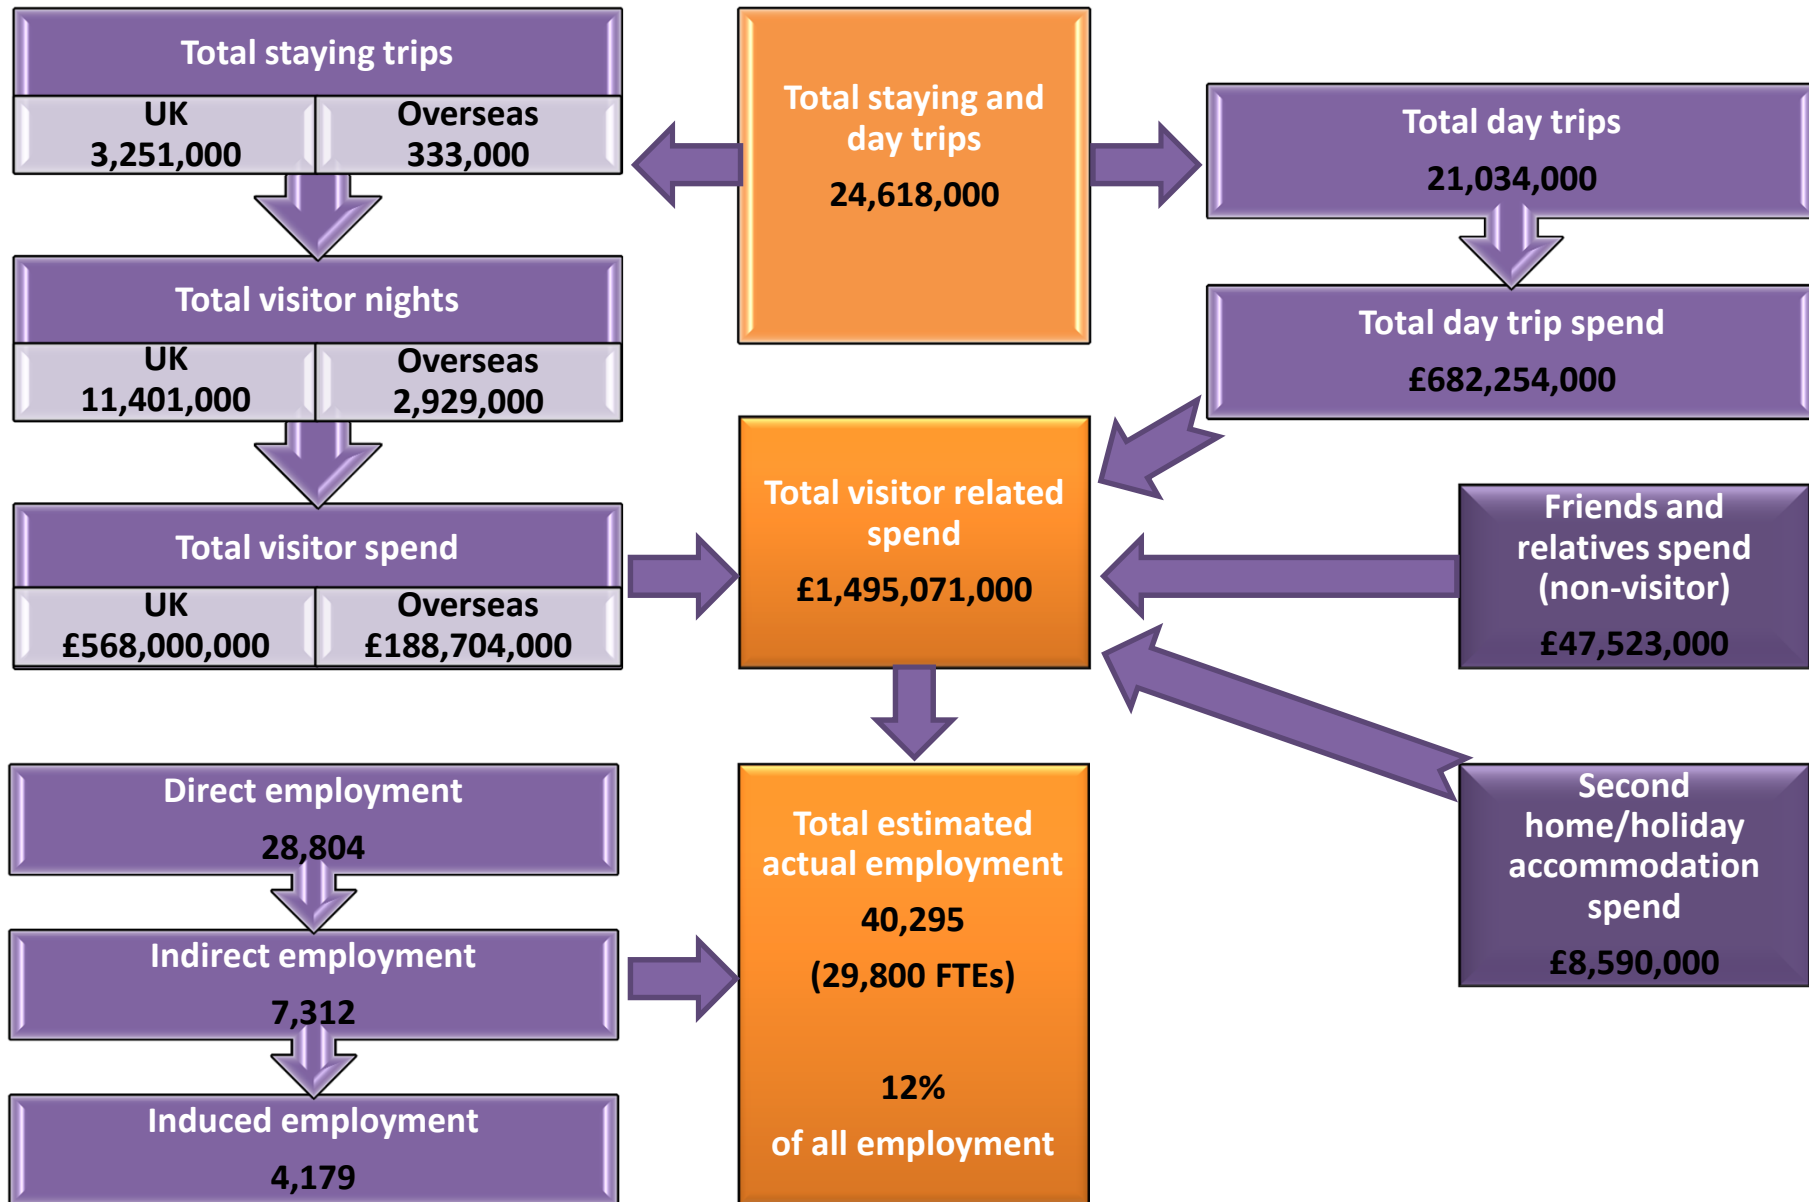 Total staying trips
UK
3,251,000
Overseas
333,000
Total staying and
day trips
24,618,000
Total day trips
21,034,000
Total visitor nights
UK
11,401,000
Overseas
2,929,000
Total day trip spend
£682,254,000
Total visitor spend
UK
£568,000,000
Overseas
£188,704,000
Total visitor related
spend
£1,495,071,000
Friends and
relatives spend
(non-visitor)
£47,523,000
Direct employment
28,804
Indirect employment
7,312
Induced employment
4,179
Total estimated
actual employment
40,295
(29,800 FTEs)
12%
of all employment
Second
home/holiday
accommodation
spend
£8,590,000